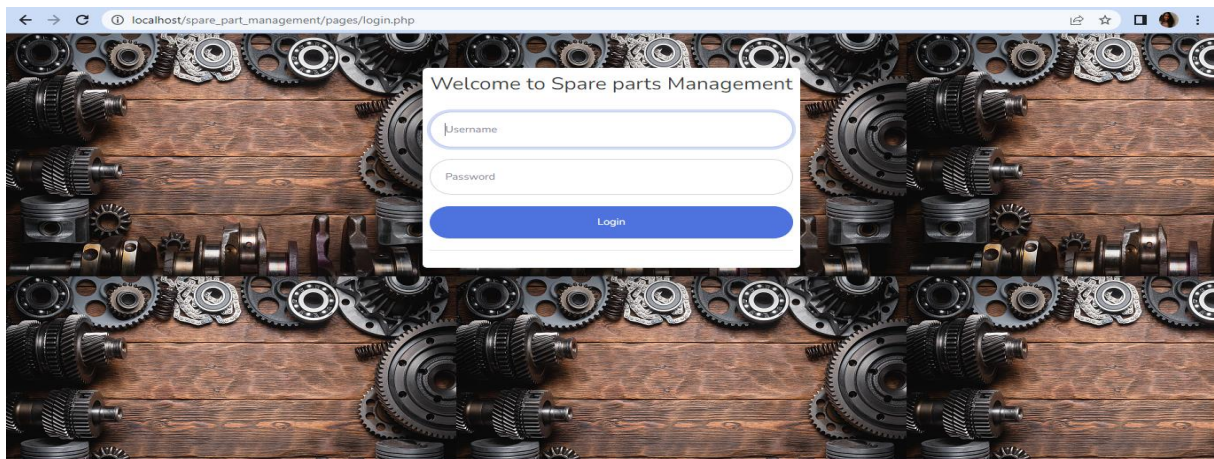 localhost/spare_part_management/pages/login.php
Welcome to Spare parts Management
Username
Password
Login